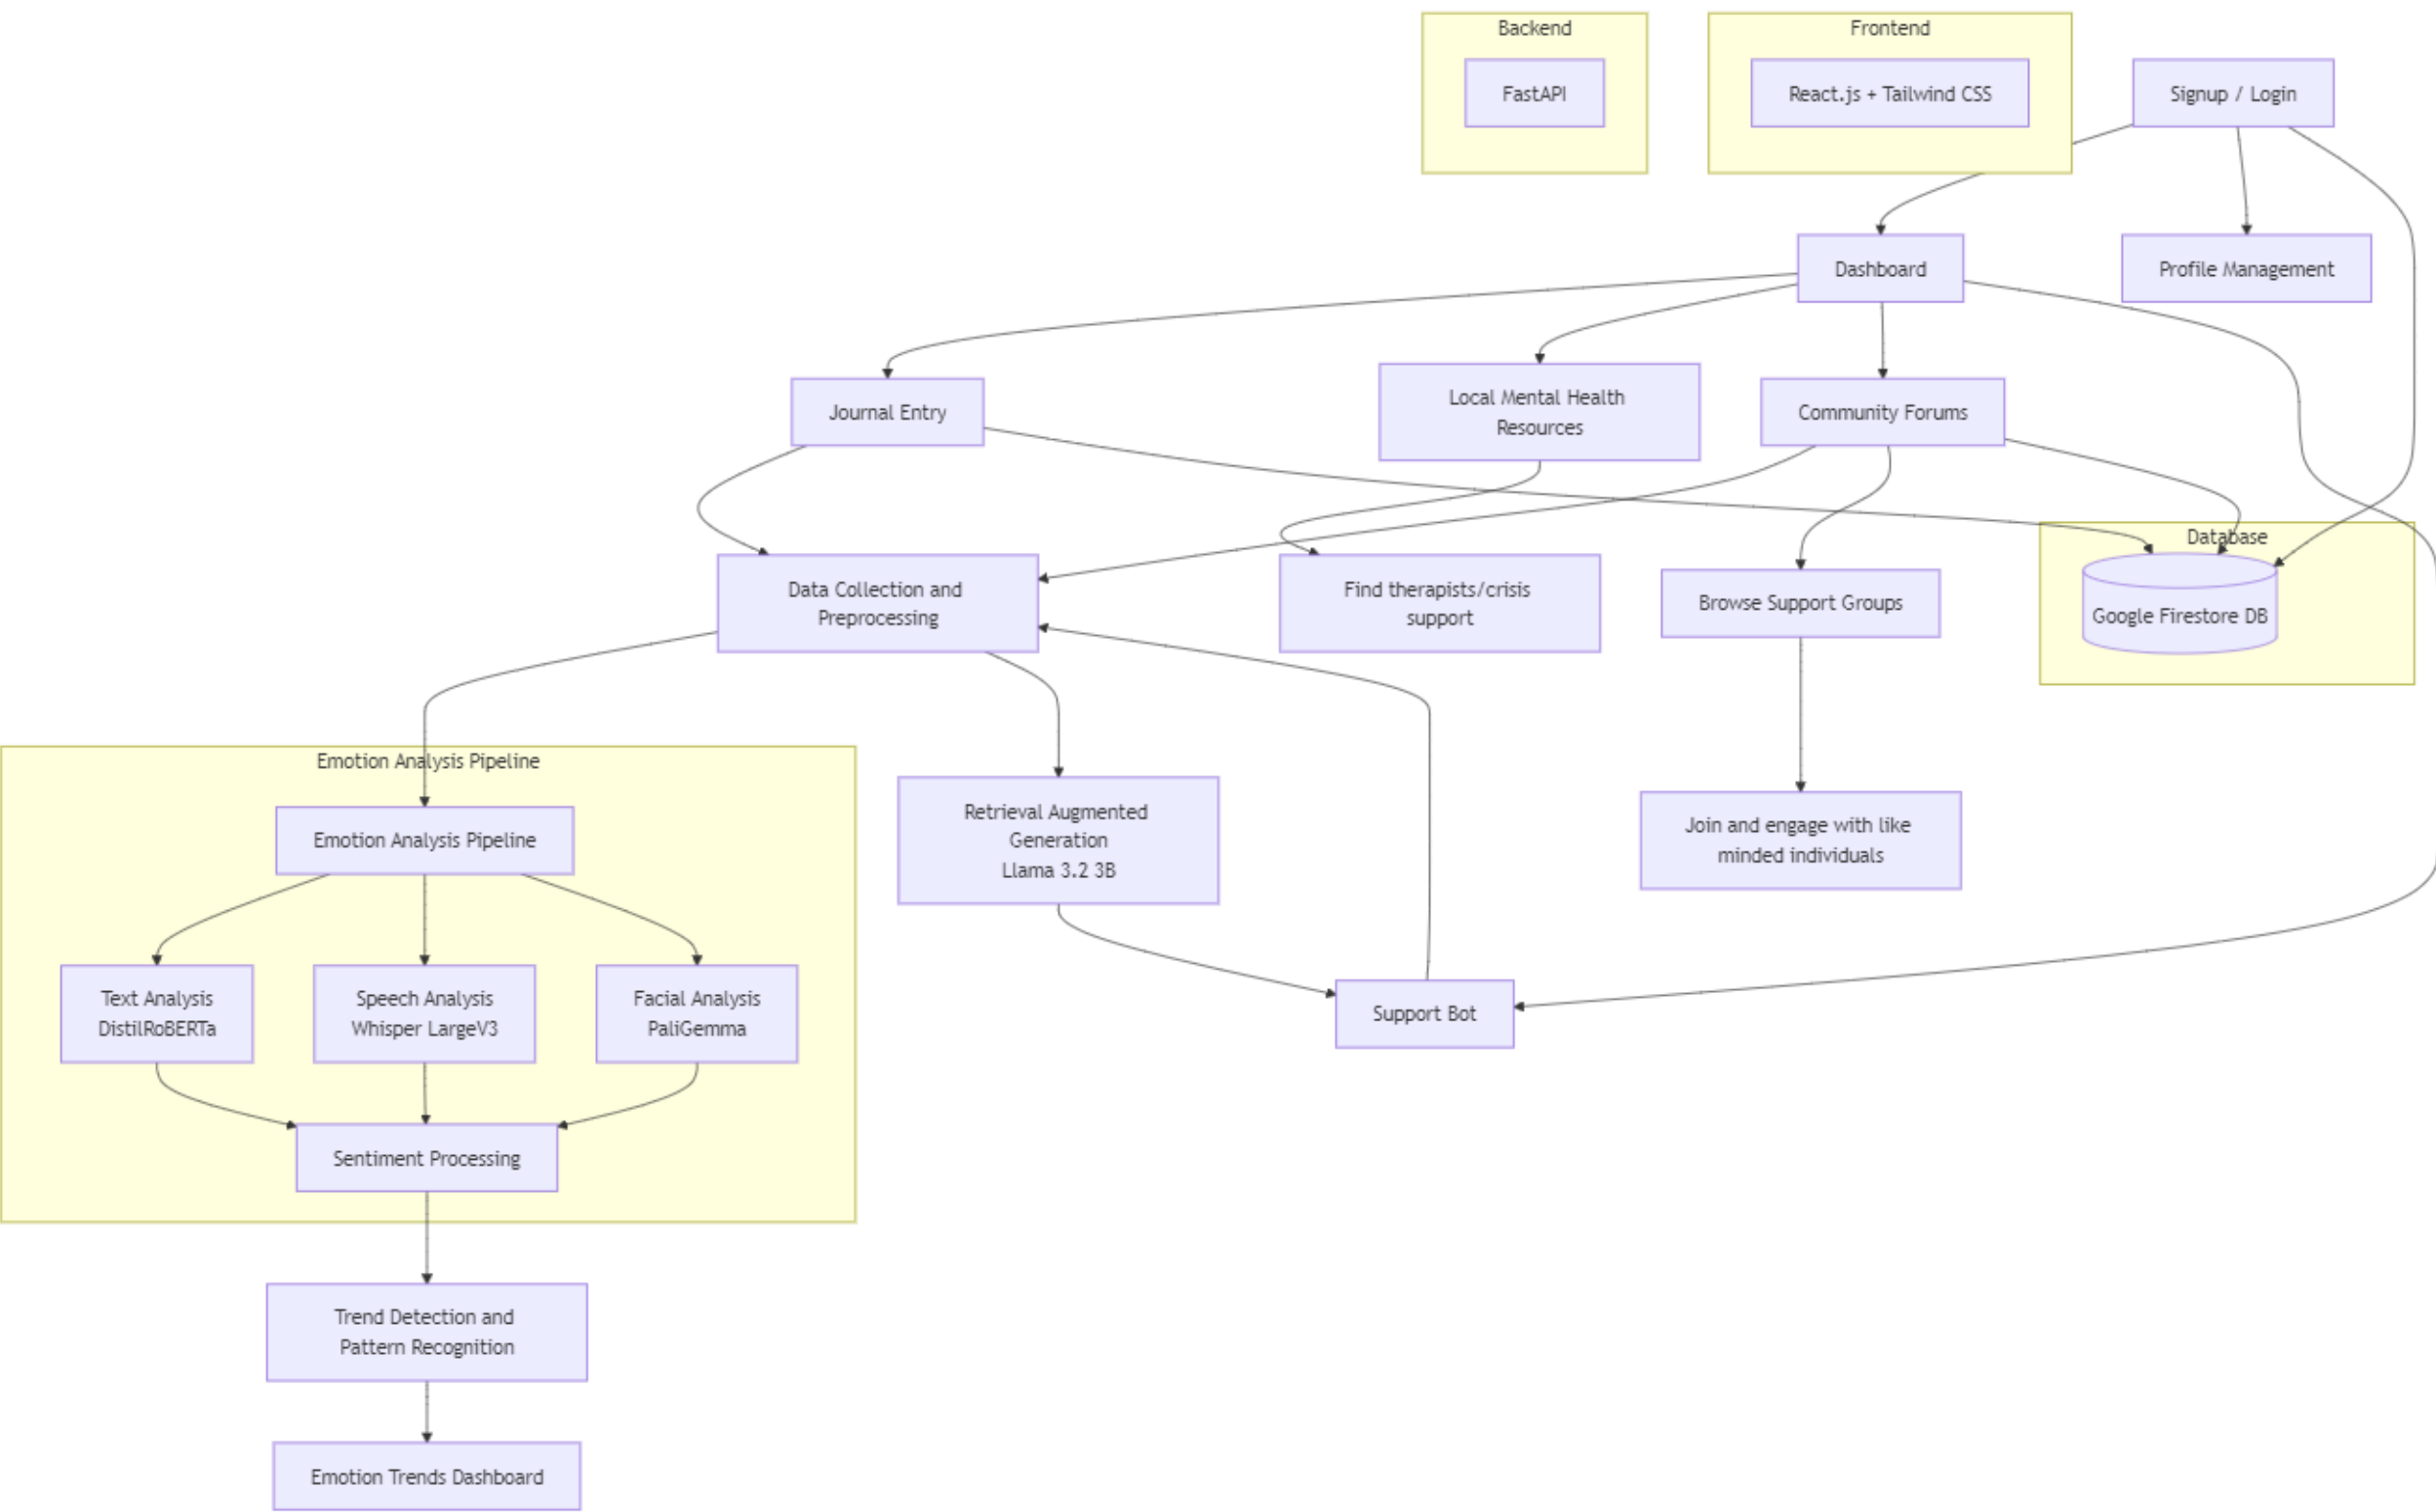 Backend
Frontend
FastAPI
React.js + Tailwind CSS
Signup / Login
Dashboard
Profile Management
Journal Entry
Local Mental Health
Resources
Community Forums
Database
Data Collection and
Preprocessing
Find therapists/crisis
support
Browse Support Groups
Google Firestore DB
Emotion Analysis Pipeline
Emotion Analysis Pipeline
Retrieval Augmented
Generation
Llama 3.2 3B
Join and engage with like
minded individuals
Text Analysis
DistilRoBERTa
Speech Analysis
Whisper LargeV3
Facial Analysis
PaliGemma
Support Bot
Sentiment Processing
Trend Detection and
Pattern Recognition
Emotion Trends Dashboard